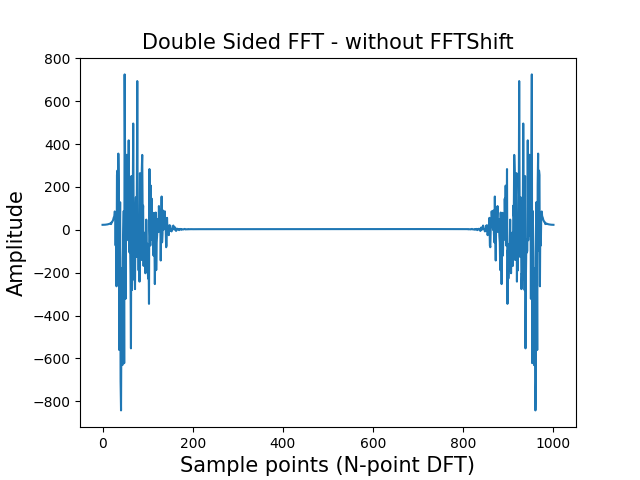 Double Sided FFT - without FFTShift
800
600
400
200
0
−200
−400
−600
−800
Amplitude
0 200 400 600 800 1000
Sample points (N-point DFT)